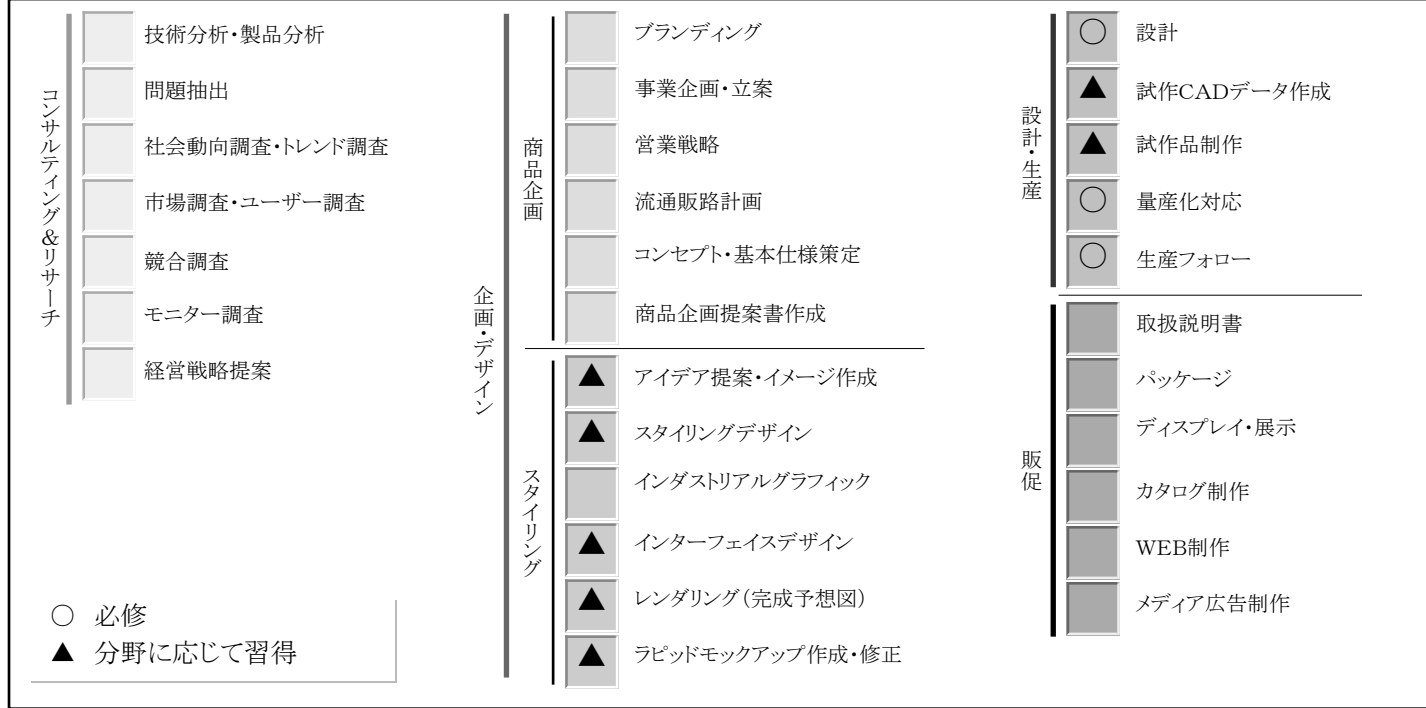 コンサルティング&リサーチ
技術分析・製品分析
問題抽出
社会動向調査・トレンド調査
市場調査・ユーザー調査
競合調査
モニター調査
経営戦略提案
企画・デザイン
商品企画
ブランディング
事業企画・立案
営業戦略
流通販路計画
コンセプト・基本仕様策定
商品企画提案書作成
スタイリング
▲ アイデア提案・イメージ作成
▲ スタイリングデザイン
インダストリアルグラフィック
▲ インターフェイスデザイン
▲ レンダリング(完成予想図)
▲ ラピッドモックアップ作成・修正
設計・生産
○ 設計
▲ 試作CADデータ作成
▲ 試作品制作
○ 量産化対応
○ 生産フォロー
販促
取扱説明書
パッケージ
ディスプレイ・展示
カタログ制作
WEB制作
メディア広告制作
○ 必修
▲ 分野に応じて習得